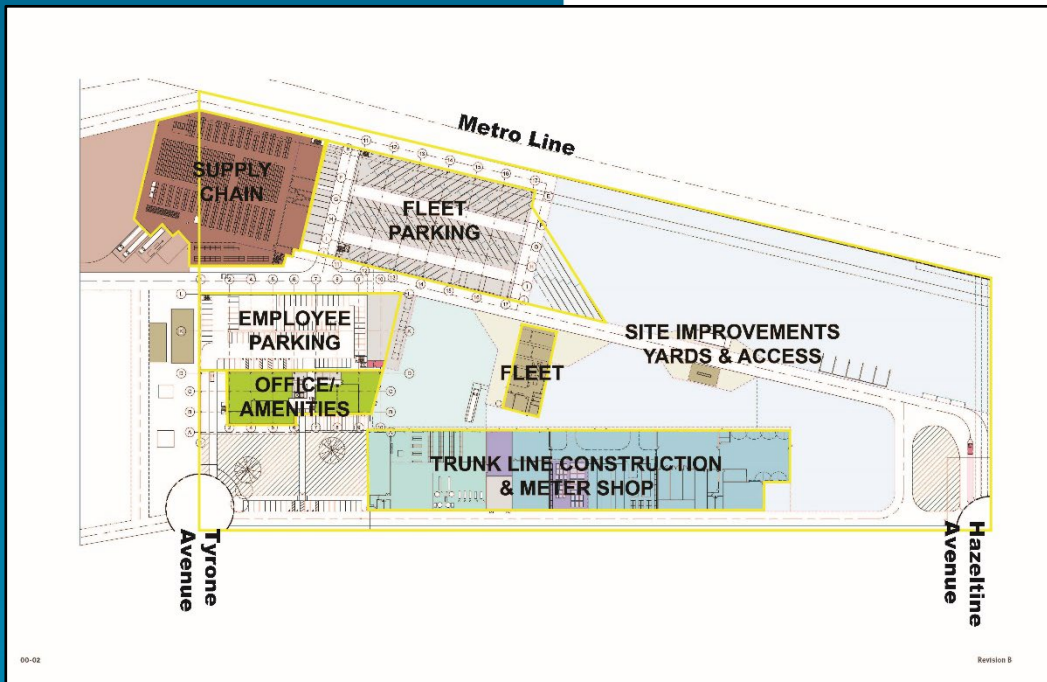 Metro Line
SUPPLY
CHAIN
FLEET
PARKING
EMPLOYEE
PARKING
SITE IMPROVEMENTS
YARDS & ACCESS
FLEET
OFFICE/
AMENITIES
TRUNK LINE CONSTRUCTION
& METER SHOP
Tyrone
Avenue
Hazeltine
Avenue
00-02
Revision B